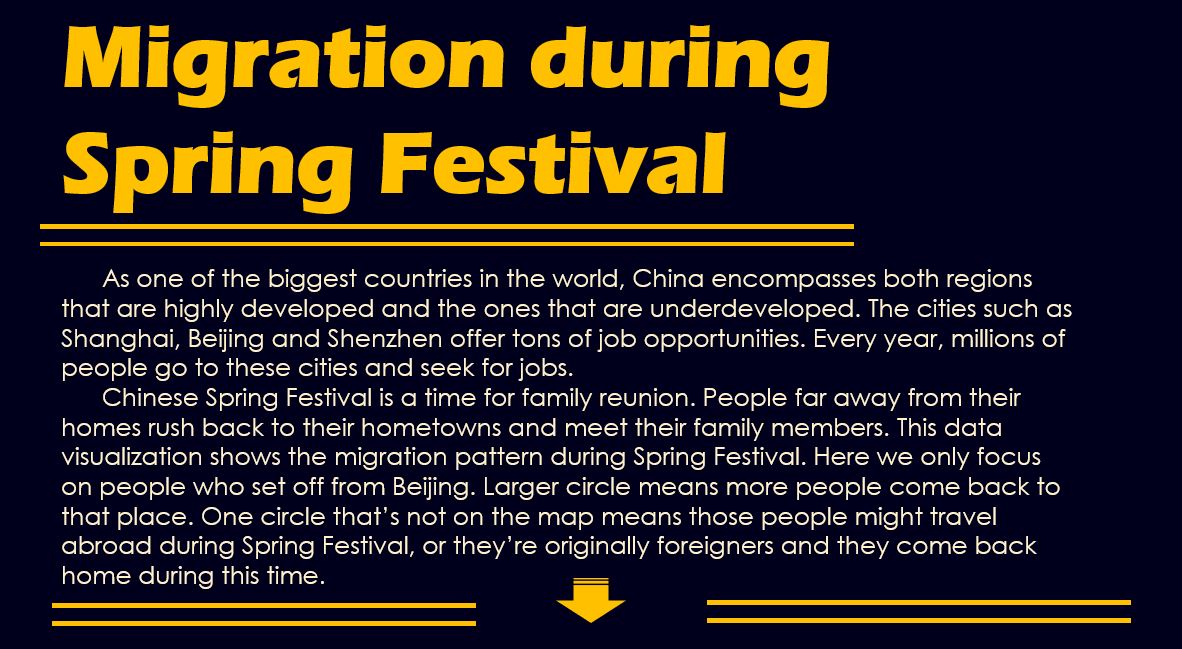 Migration during
Spring Festival
As one of the biggest countries in the world, China encompasses both regions
that are highly developed and the ones that are underdeveloped. The cities such as
Shanghai, Beijing and Shenzhen offer tons of job opportunities. Every year, millions of
people go to these cities and seek for jobs.
Chinese Spring Festival is a time for family reunion. People far away from their
homes rush back to their hometowns and meet their family members. This data
visualization shows the migration pattern during Spring Festival. Here we only focus
on people who set off from Beijing. Larger circle means more people come back to
that place. One circle that’s not on the map means those people might travel
abroad during Spring Festival, or they’re originally foreigners and they come back
home during this time.